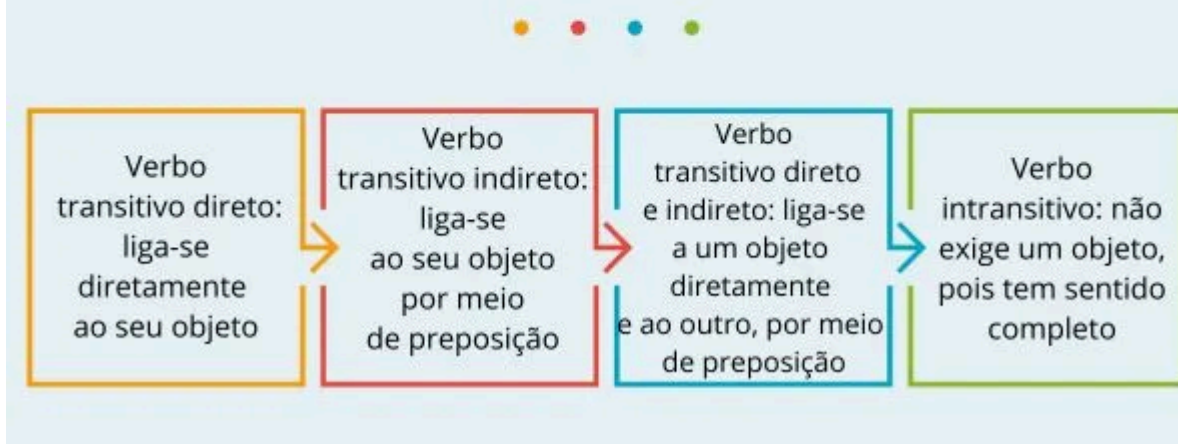 Verbo
transitivo direto:
liga-se
diretamente
ao seu objeto
Verbo
transitivo indireto:
liga-se
ao seu objeto
por meio
de preposição
Verbo
transitivo direto
e indireto: liga-se
a um objeto
diretamente
e ao outro, por meio
de preposição
Verbo
intransitivo: não
exige um objeto,
pois tem sentido
completo